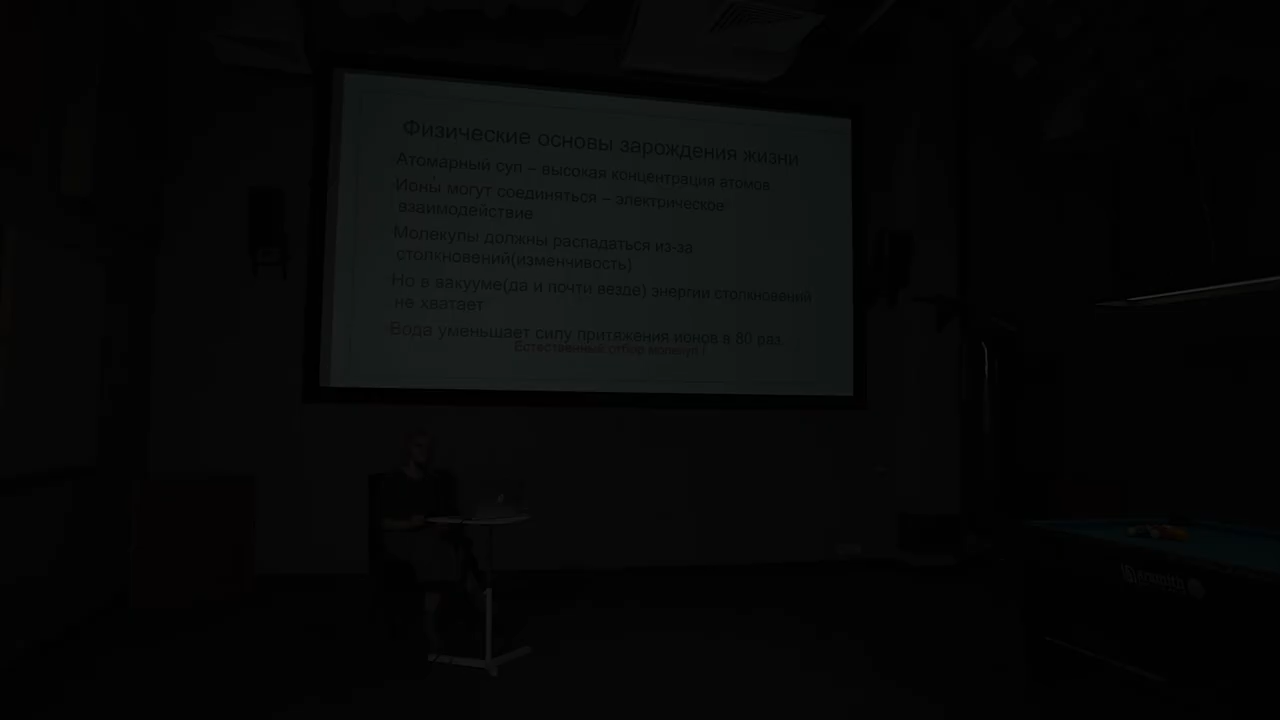 Физические основы зарождения жизни
Атомарный суп – высокая концентрация атомов
Ионы могут соединяться – электрическое
взаимодействие
Молекулы должны распадаться из-за
столкновений(изменчивость)
Но в вакууме(да и почти везде) энергии столкновений
не хватает
Вода уменьшает силу притяжения ионов в 80 раз.
Естественный отбор молекул !